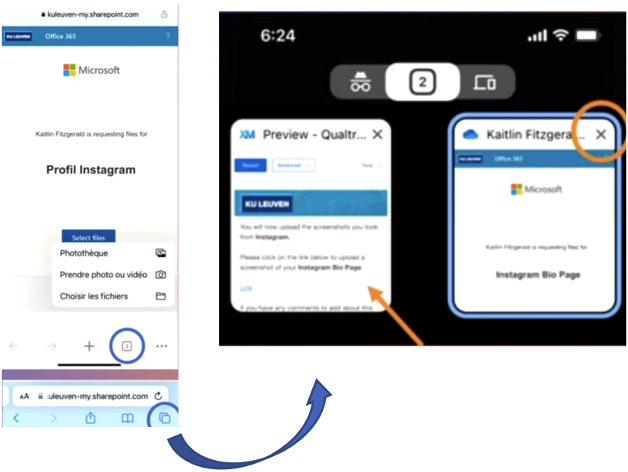 kuleuven-my.sharepoint.com
KU LEUVEN Office 365 ?
Microsoft
Kaitlin Fitzgerald is requesting files for
Profil Instagram
Select files
Photothèque
Prendre photo ou vidéo
Choisir les fichiers
2
AA :uleuven-my.sharepoint.com
6:24
2
XM Preview - Qualtr... X
Restart Bookmark Tools
KU LEUVEN
You will now upload the screenshots you took
from Instagram.
Please click on the link below to upload a
screenshot of your Instagram Bio Page
Link
If you have any comments to add about this
Kaitlin Fitzgera... X
KU LEUVEN Office 365
Microsoft
Kaitlin Fitzgerald is requesting files for
Instagram Bio Page